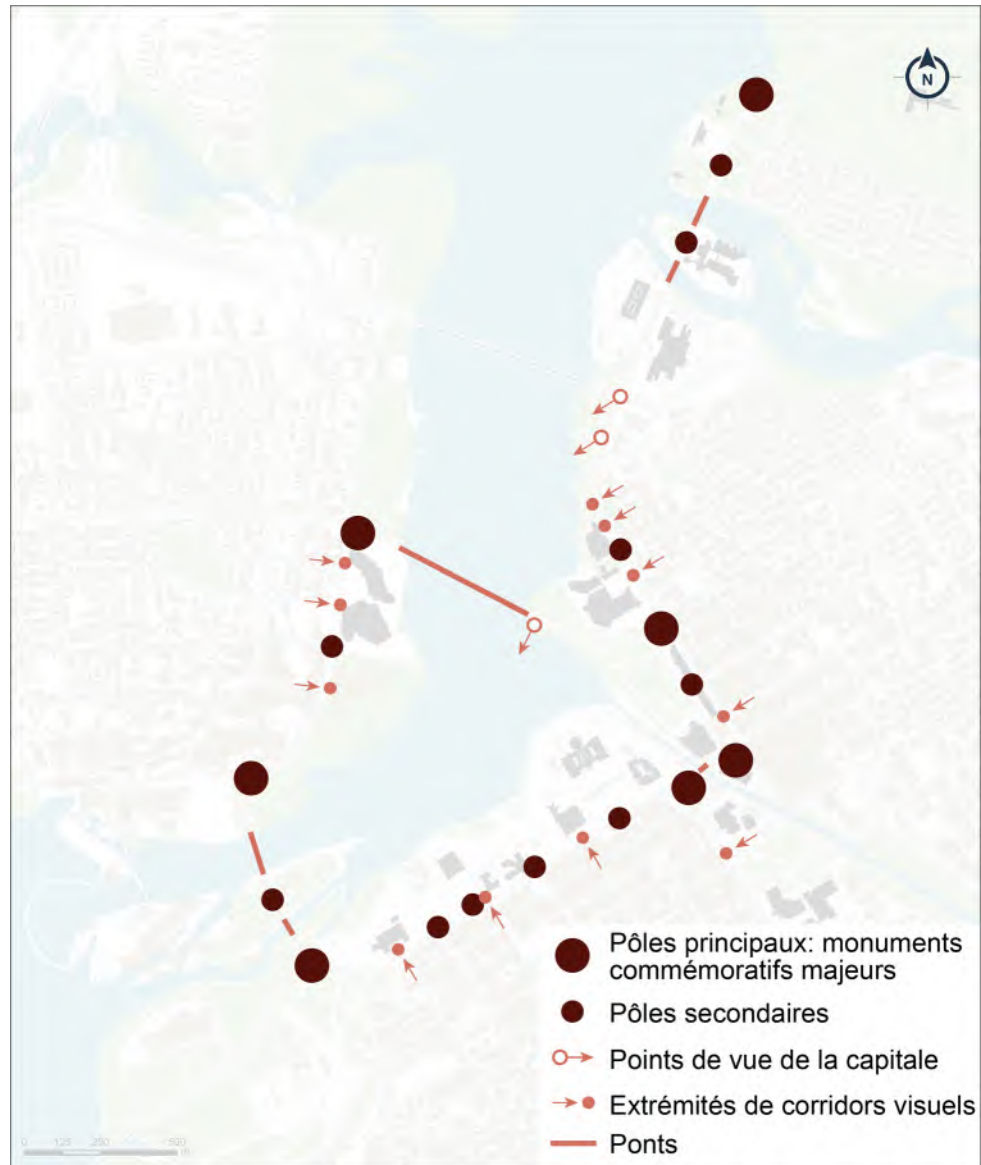 N
Pôles principaux: monuments
commémoratifs majeurs
Pôles secondaires
Points de vue de la capitale
Extrémités de corridors visuels
Ponts
0 125 250 500
m